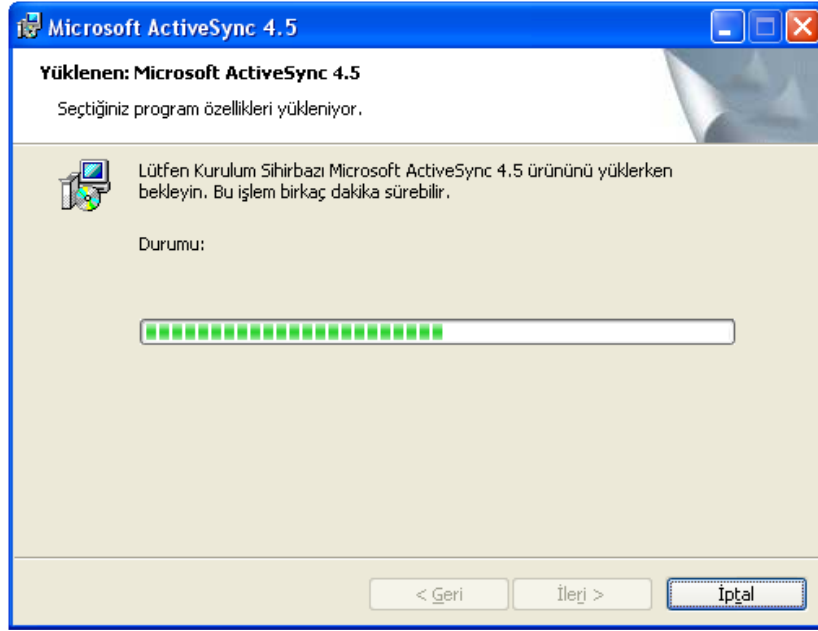 Microsoft ActiveSync 4.5
Yüklenen: Microsoft ActiveSync 4.5
Seçtiğiniz program özellikleri yükleniyor.
Lütfen Kurulum Sihirbazı Microsoft ActiveSync 4.5 ürününü yüklerken
bekleyin. Bu işlem birkaç dakika sürebilir.
Durumu:
< Geri İleri > İptal